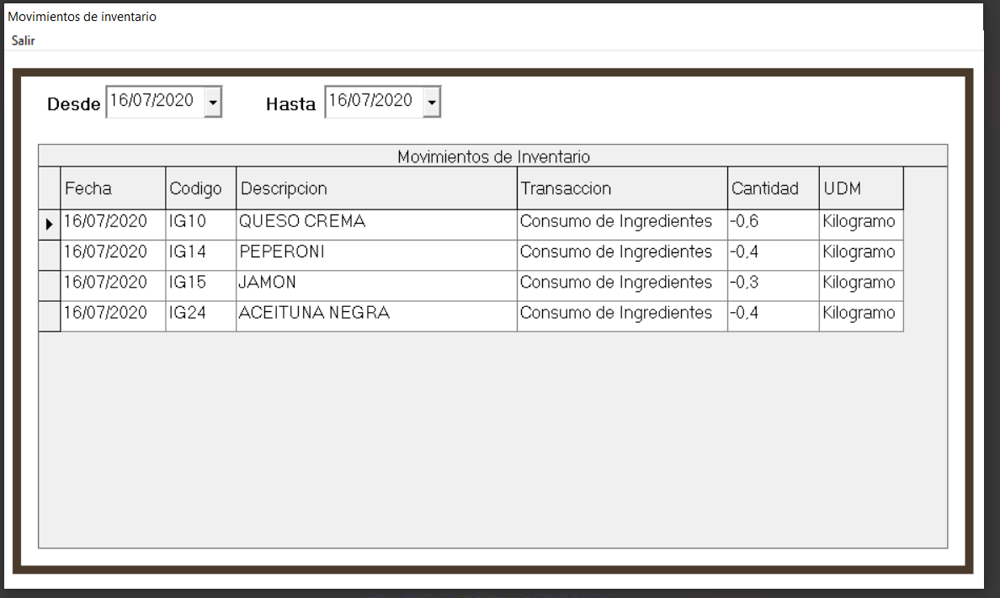 Movimientos de inventario
Salir
Desde 16/07/2020 Hasta 16/07/2020
Movimientos de Inventario
Fecha Codigo Descripcion Transaccion Cantidad UDM
16/07/2020 IG10 QUESO CREMA Consumo de Ingredientes -0,6 Kilogramo
16/07/2020 IG14 PEPERONI Consumo de Ingredientes -0,4 Kilogramo
16/07/2020 IG15 JAMON Consumo de Ingredientes -0,3 Kilogramo
16/07/2020 IG24 ACEITUNA NEGRA Consumo de Ingredientes -0,4 Kilogramo